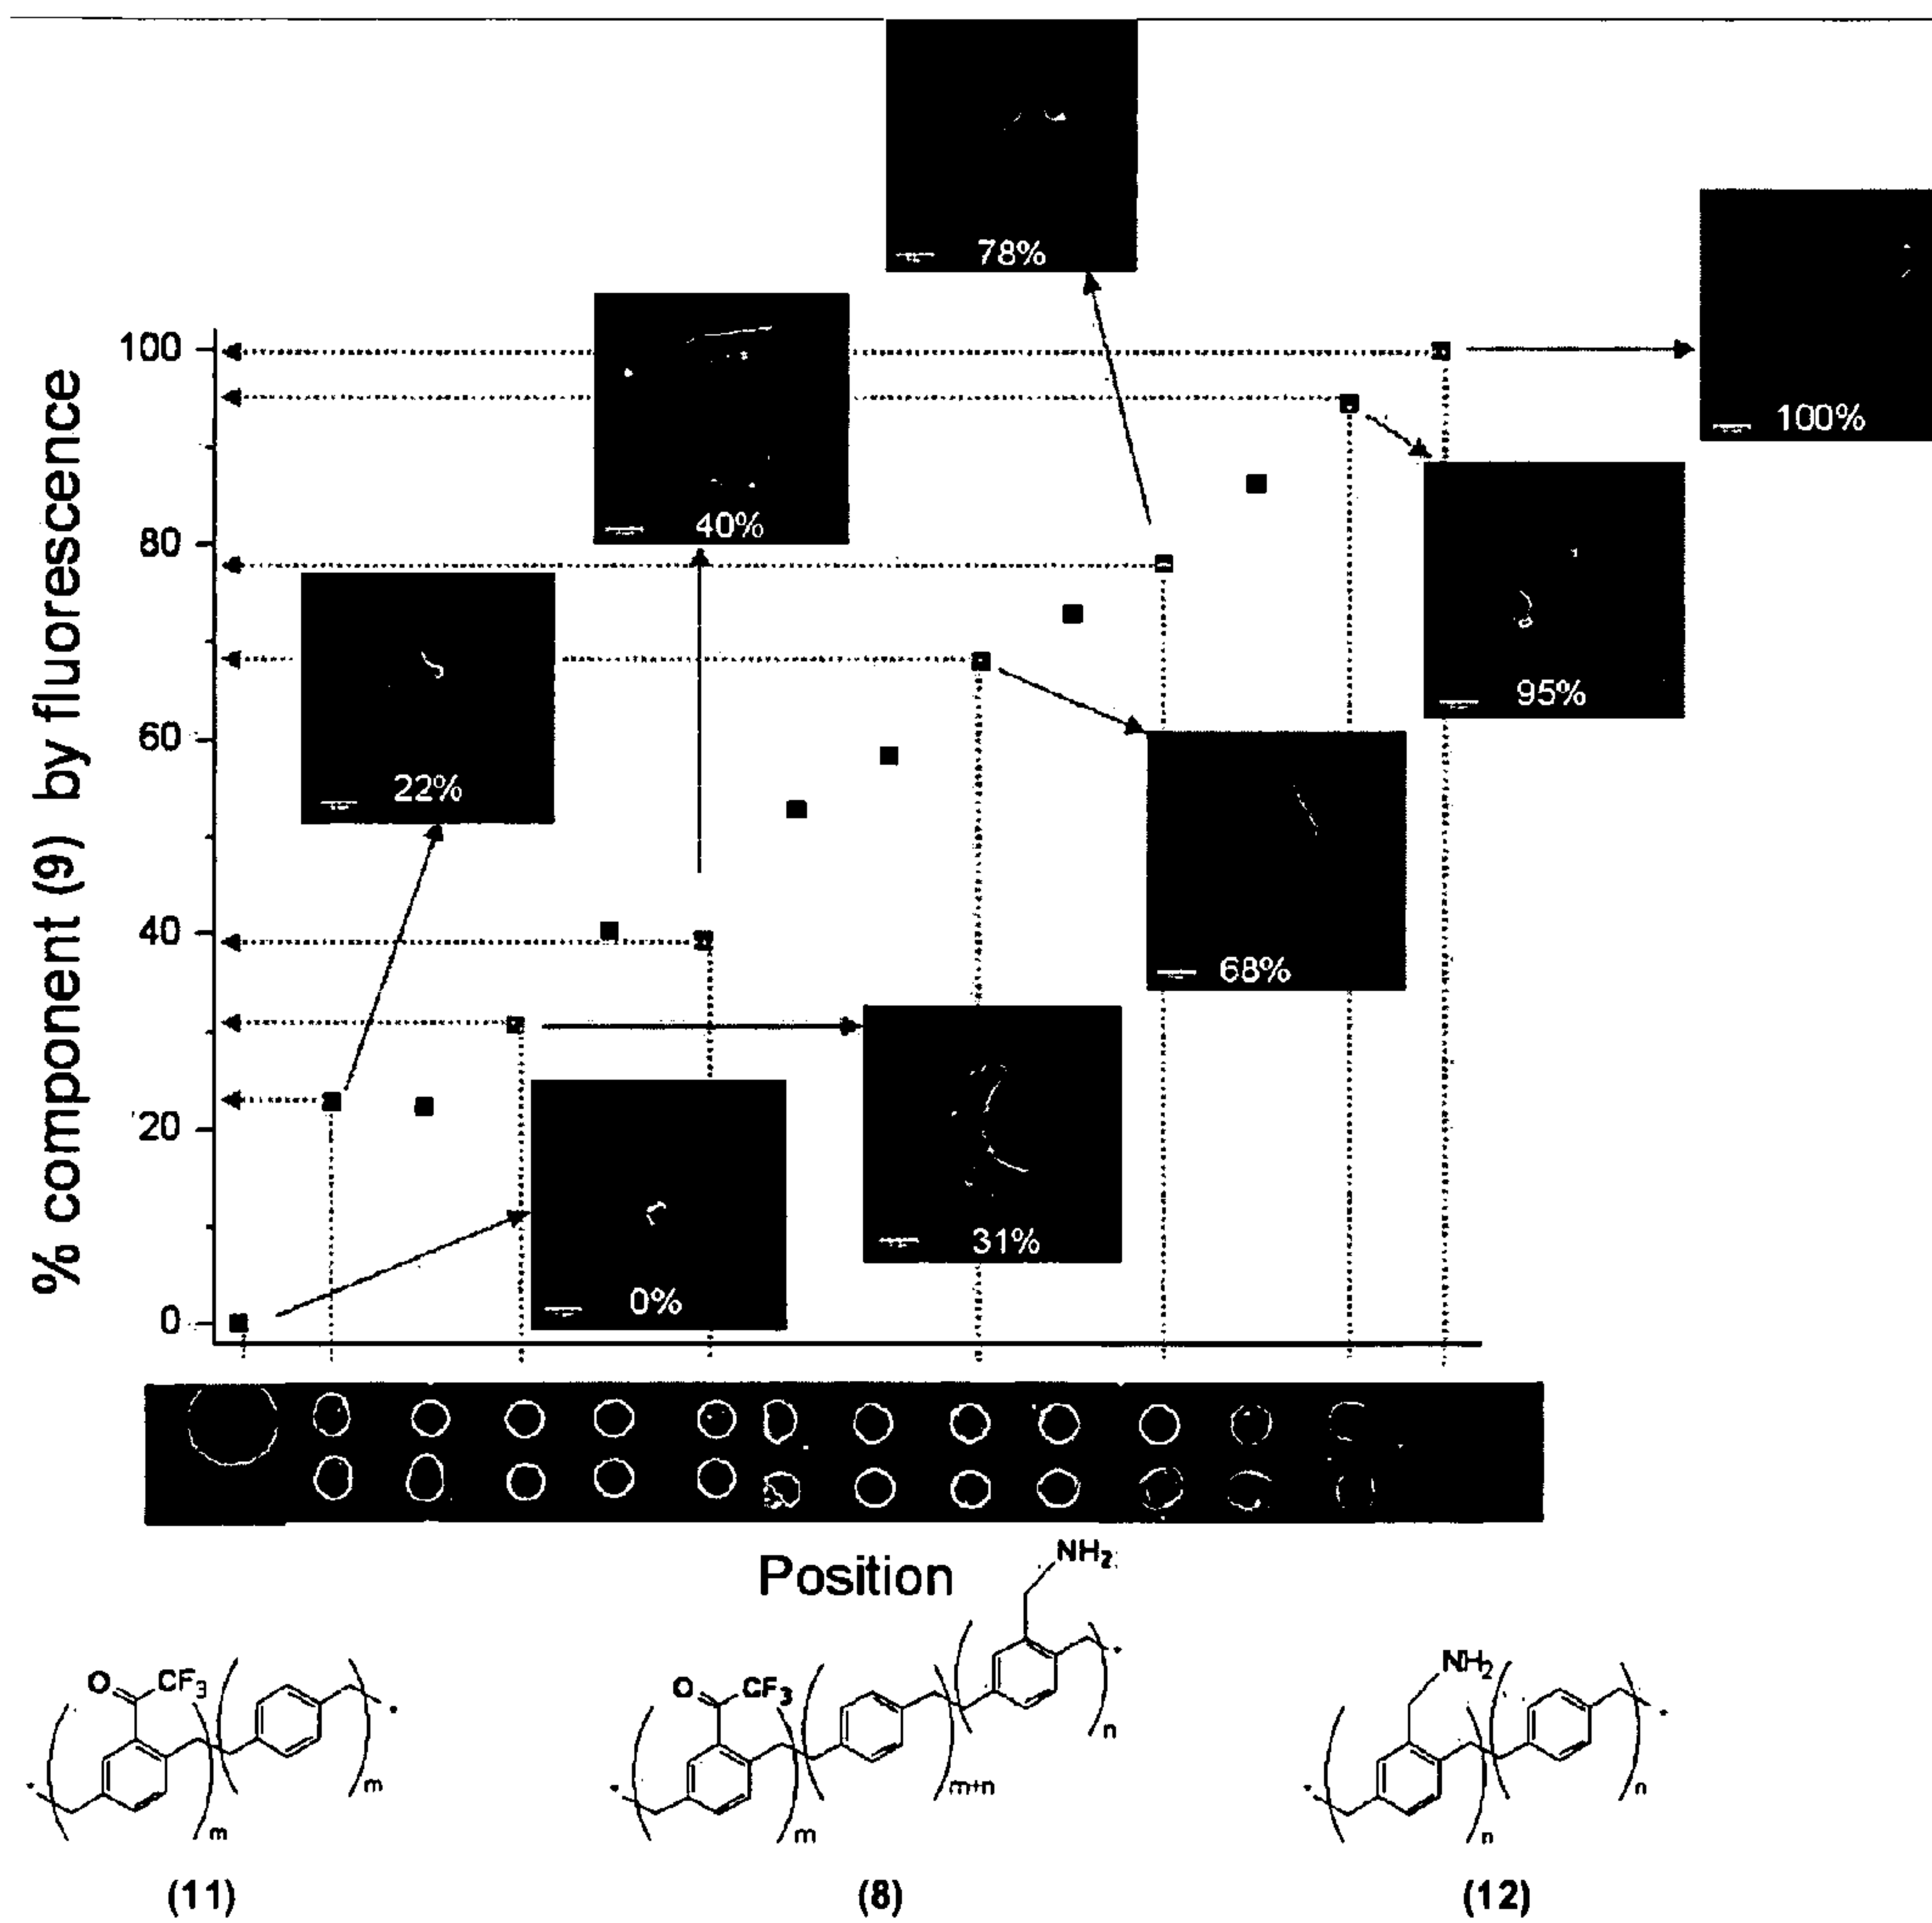 78%
100%
100
40%
80
95%
22%
60
68%
40
31%
20
0%
0
% component (9) by fluorescence
Position
NH2
O CF3
m
m
O CF3
m
m+n
n
NH2
n
n
(11)
(8)
(12)